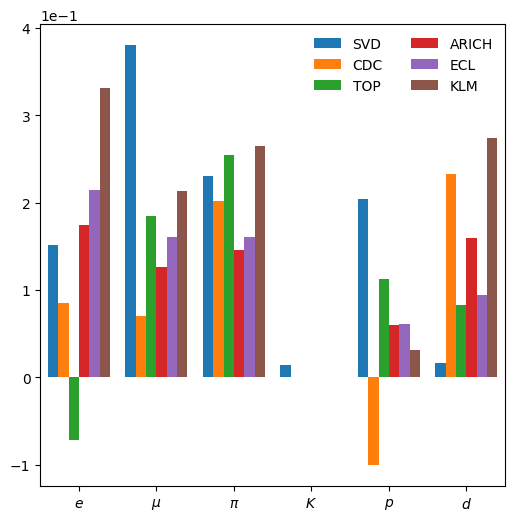 1e−1
SVD ARICH
CDC ECL
TOP KLM
4
3
2
1
0
−1
e μ π K p d